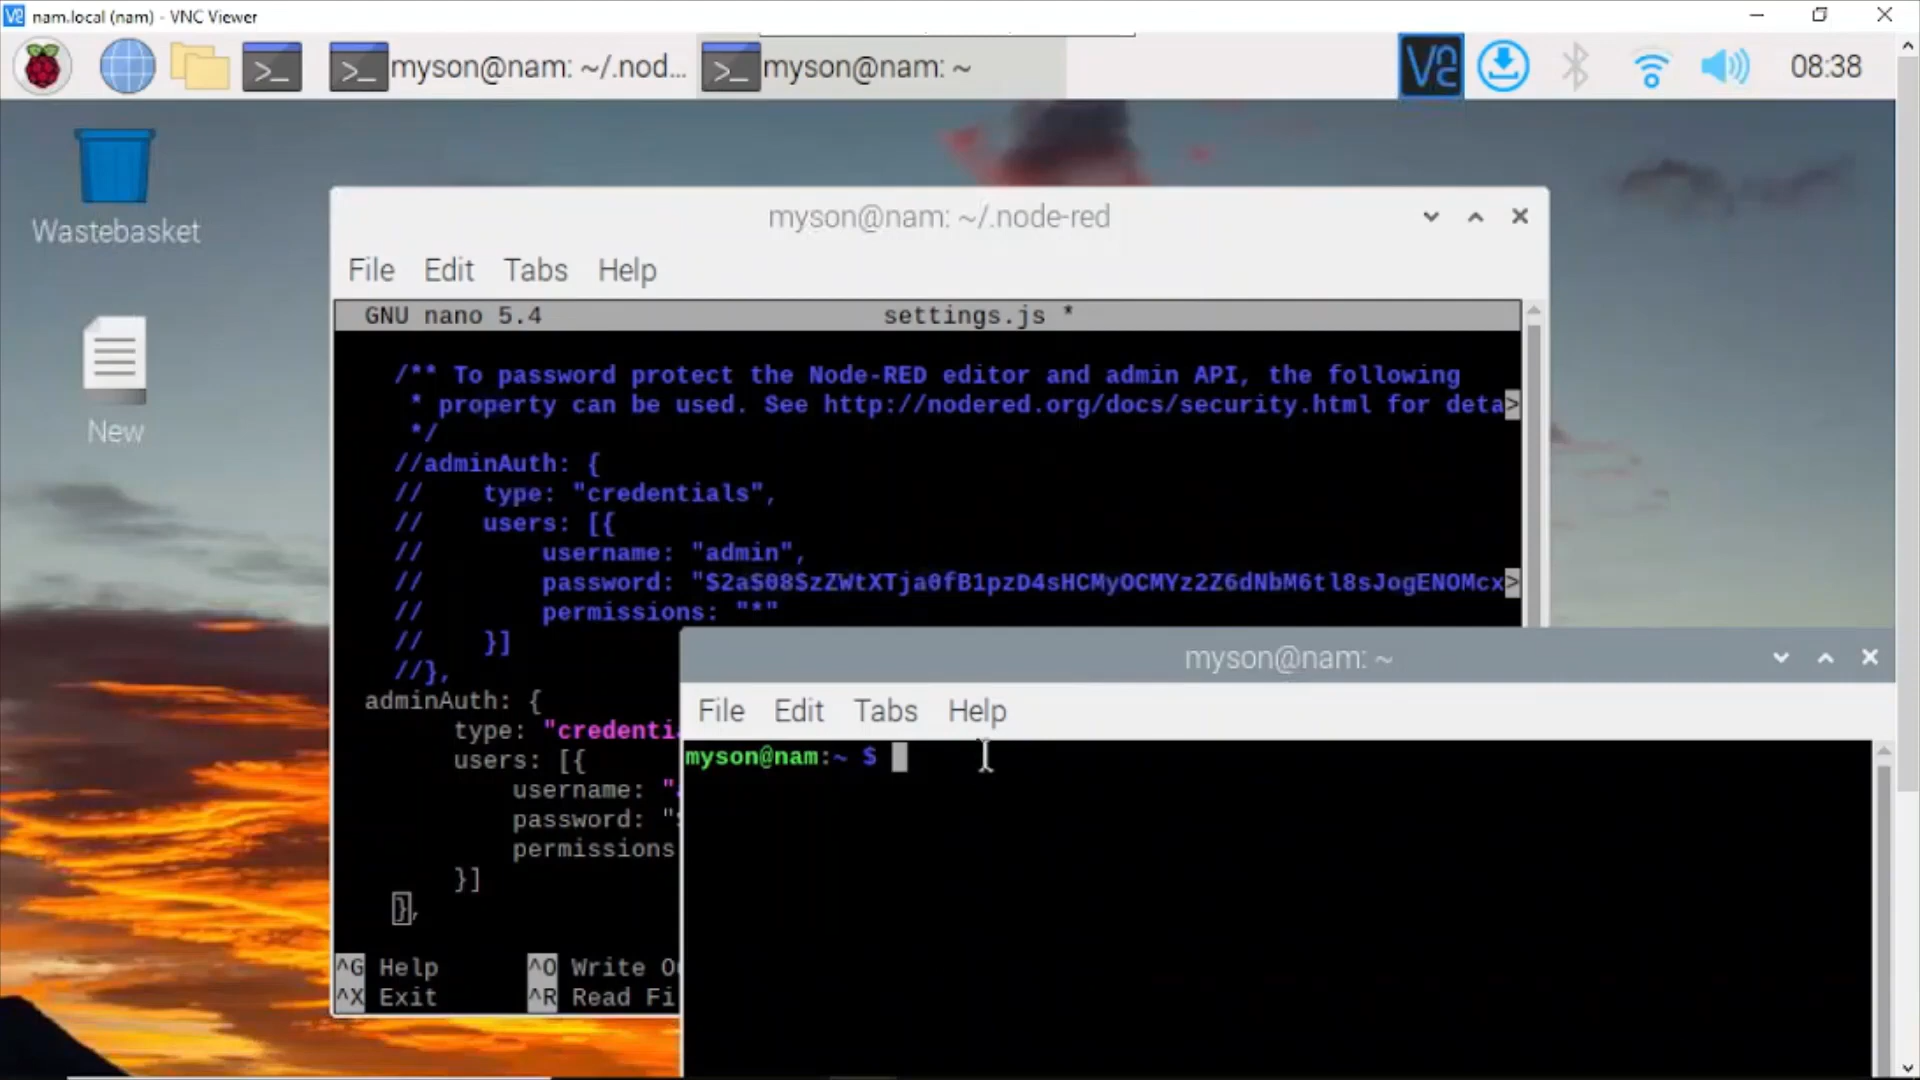 nam.local (nam) - VNC Viewer
myson@nam: ~/.nod...
myson@nam: ~
08:38
Wastebasket
New
myson@nam: ~/.node-red
File Edit Tabs Help
GNU nano 5.4 settings.js *
/** To password protect the Node-RED editor and admin API, the following
* property can be used. See http://nodered.org/docs/security.html for deta>
*/
//adminAuth: {
// type: "credentials",
// users: [{
// username: "admin",
// password: "$2a$08$zZWtXTja0fB1pzD4sHCMyOCMYz2Z6dNbM6tl8sJogENOMcx>
// permissions: "*"
// }]
//},
adminAuth: {
type: "credenti
users: [{
username: "
password: "
permissions
}]
},
^G Help ^O Write O
^X Exit ^R Read Fi
myson@nam: ~
File Edit Tabs Help
myson@nam:~ $